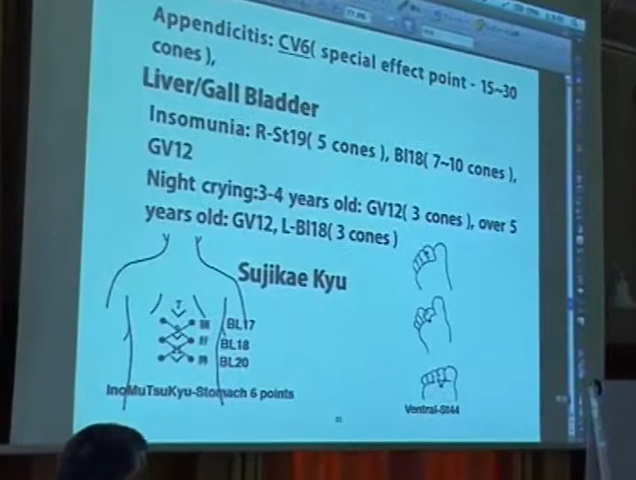 Appendicitis: CV6( special effect point - 15~30
cones ),
Liver/Gall Bladder
Insomunia: R-St19( 5 cones ), Bl18( 7~10 cones ),
GV12
Night crying:3-4 years old: GV12( 3 cones ), over 5
years old: GV12, L-Bl18( 3 cones )
Sujikae Kyu
BL17
BL18
BL20
InoMuTsuKyu-Stomach 6 points
Ventral-St44